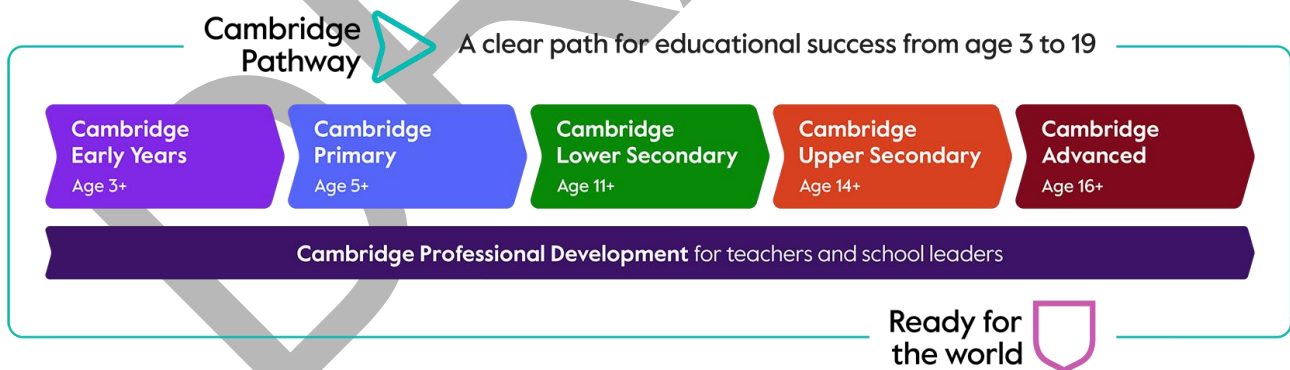 Cambridge
Pathway
A clear path for educational success from age 3 to 19
Cambridge
Early Years
Age 3+
Cambridge
Primary
Age 5+
Cambridge
Lower Secondary
Age 11+
Cambridge
Upper Secondary
Age 14+
Cambridge
Advanced
Age 16+
Cambridge Professional Development for teachers and school leaders
Ready for
the world